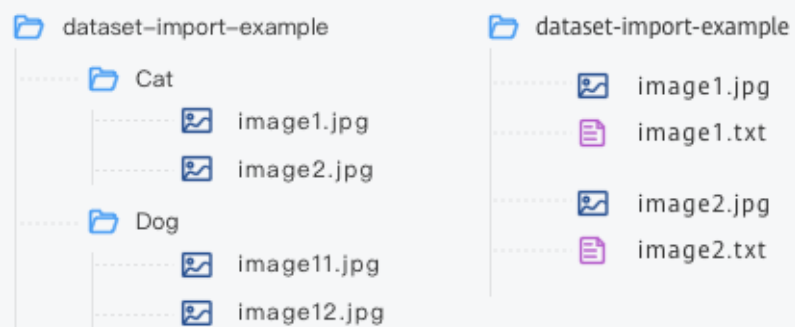 dataset-import-example
Cat
image1.jpg
image2.jpg
Dog
image11.jpg
image12.jpg
dataset-import-example
image1.jpg
image1.txt
image2.jpg
image2.txt